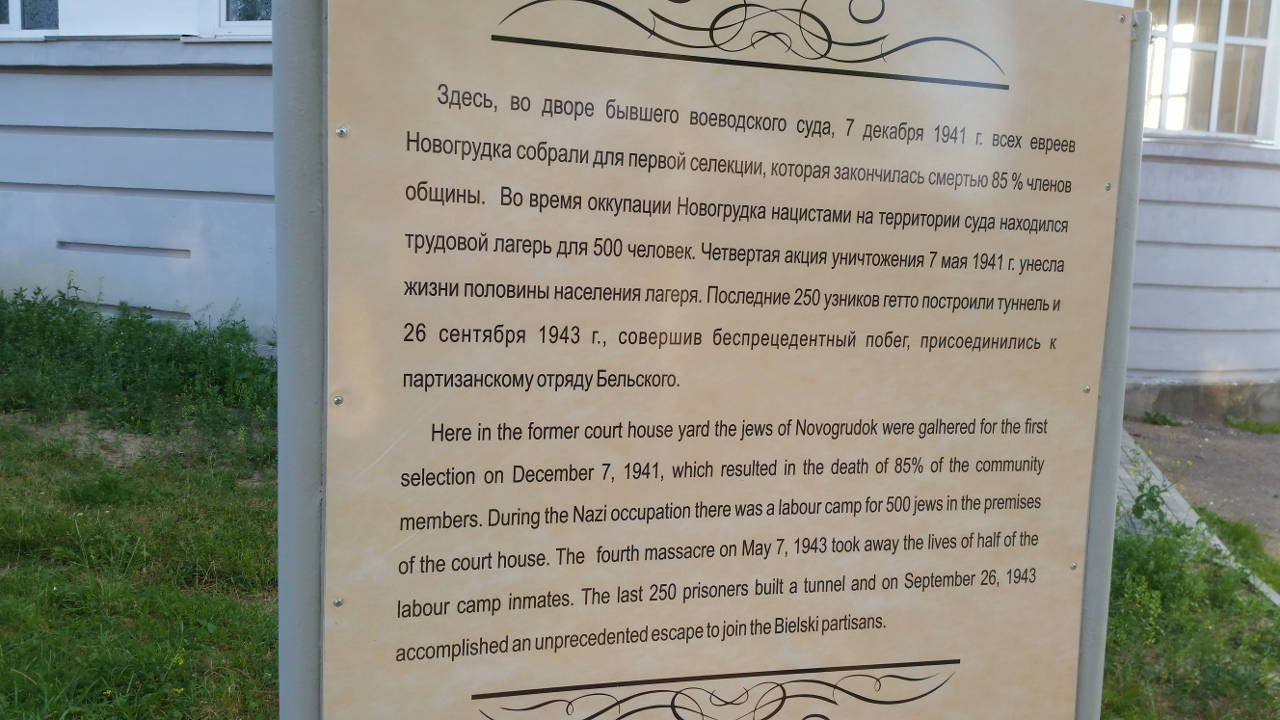 Здесь, во дворе бывшего воеводского суда, 7 декабря 1941 г. всех евреев
Новогрудка собрали для первой селекции, которая закончилась смертью 85 % членов
общины. Во время оккупации Новогрудка нацистами на территории суда находился
трудовой лагерь для 500 человек. Четвертая акция уничтожения 7 мая 1941 г. унесла
жизни половины населения лагеря. Последние 250 узников гетто построили туннель и
26 сентября 1943 г., совершив беспрецедентный побег, присоединились к
партизанскому отряду Бельского.
Here in the former court house yard the jews of Novogrudok were galhered for the first
selection on December 7, 1941, which resulted in the death of 85% of the community
members. During the Nazi occupation there was a labour camp for 500 jews in the premises
of the court house. The fourth massacre on May 7, 1943 took away the lives of half of the
labour camp inmates. The last 250 prisoners built a tunnel and on September 26, 1943
accomplished an unprecedented escape to join the Bielski partisans.